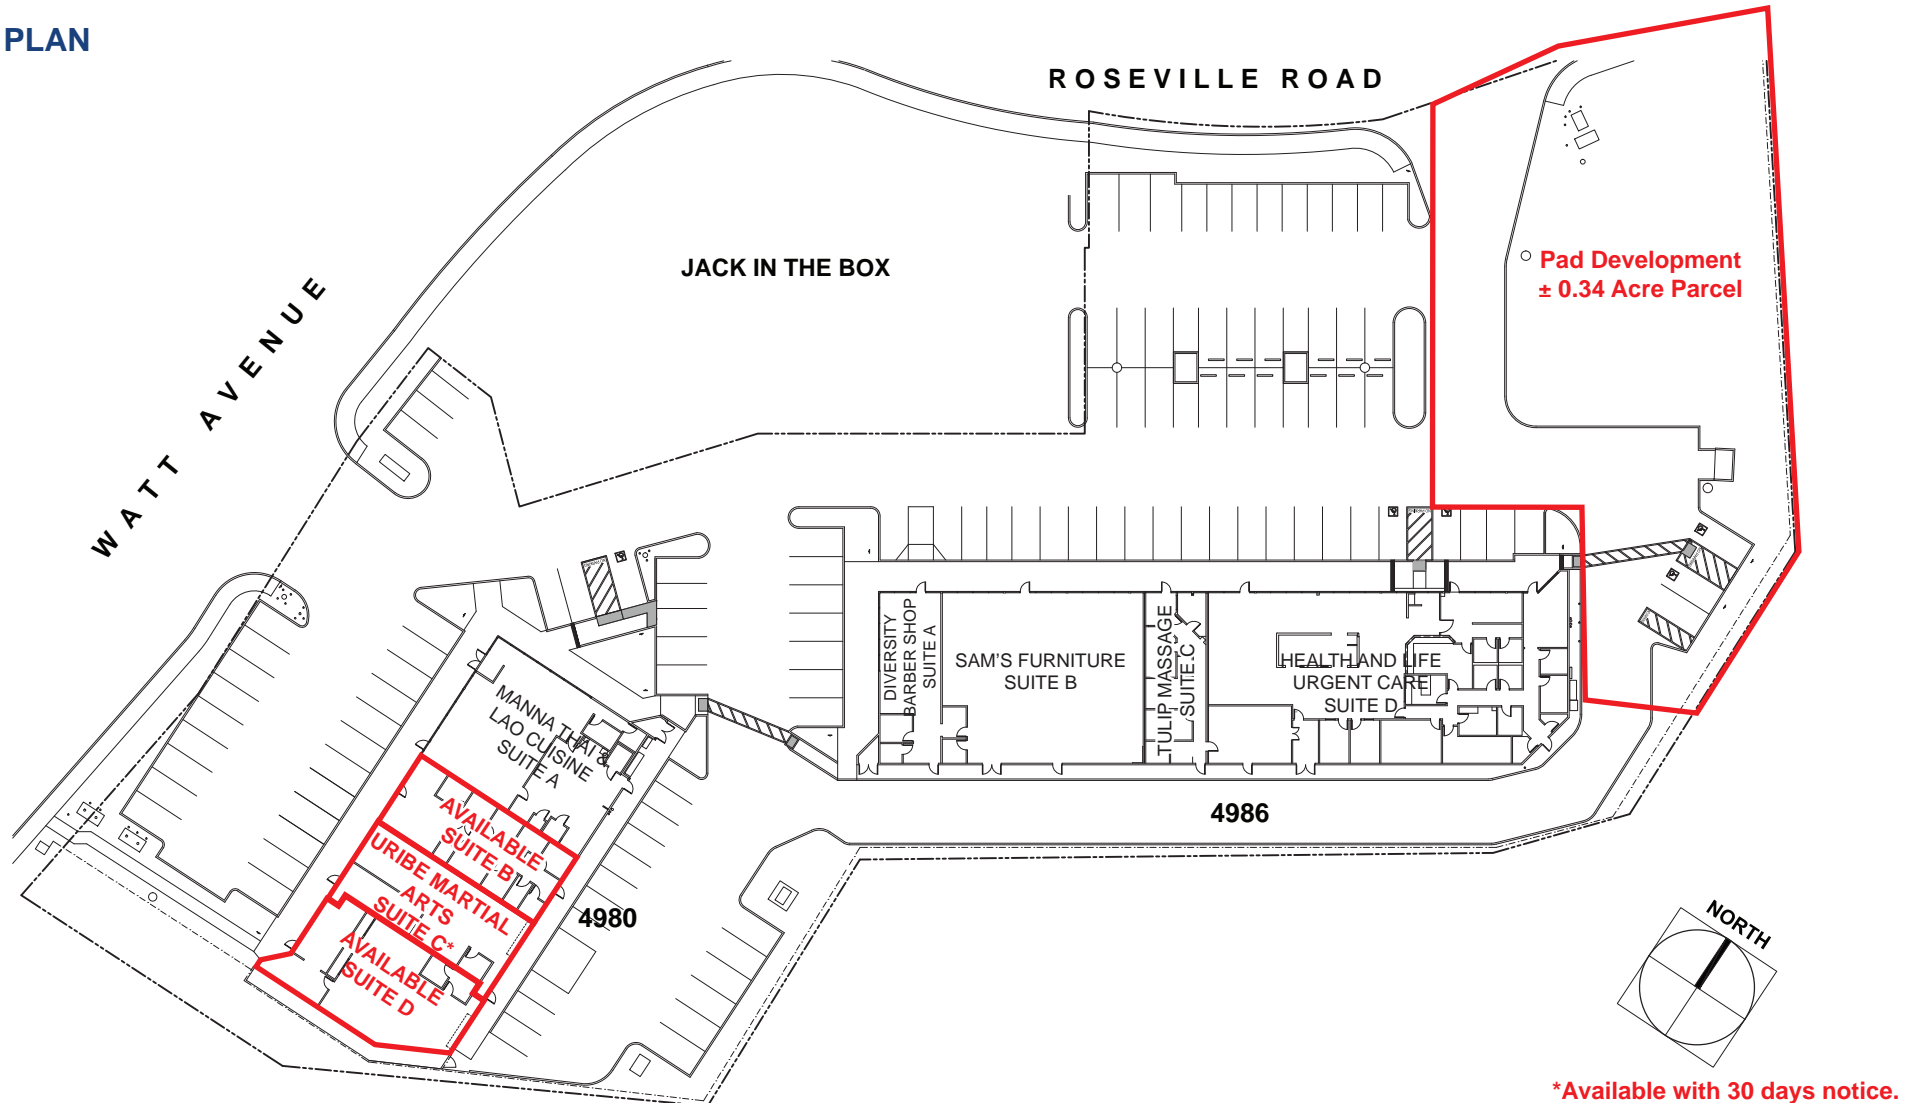 PLAN
ROSEVILLE ROAD
JACK IN THE BOX
WATT AVENUE
Pad Development
± 0.34 Acre Parcel
DIVERSITY
BARBER SHOP
SUITE A
SAM'S FURNITURE
SUITE B
TULIP MASSAGE
SUITE C
HEALTH AND LIFE
URGENT CARE
SUITE D
MANNA THAI &
LAO CUISINE
SUITE A
AVAILABLE
SUITE B
URIBE MARTIAL
ARTS
SUITE C*
AVAILABLE
SUITE D
4980
4986
NORTH
*Available with 30 days notice.